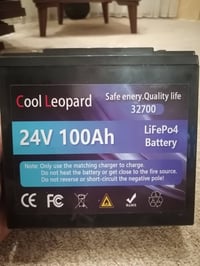 Cool Leopard
Safe enery.Quality life
32700
24V 100Ah
LiFePo4
Battery
Note: Only use the matching charger to charge.
Do not heat the battery or get close to the fire source.
Do not reverse or short-circuit the negative pole!
CE FC RoHS